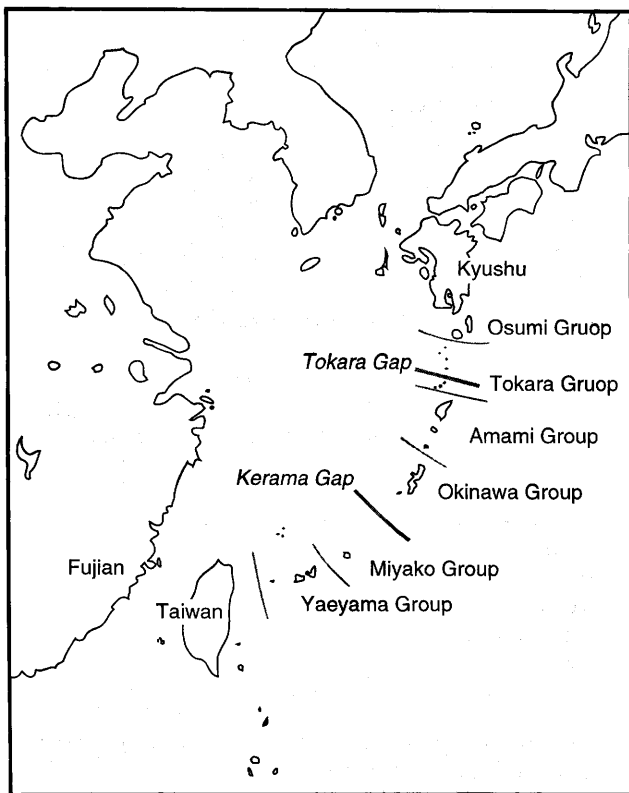 Kyushu
Osumi Gruop
Tokara Gap
Tokara Gruop
Amami Group
Kerama Gap
Okinawa Group
Fujian
Miyako Group
Taiwan
Yaeyama Group